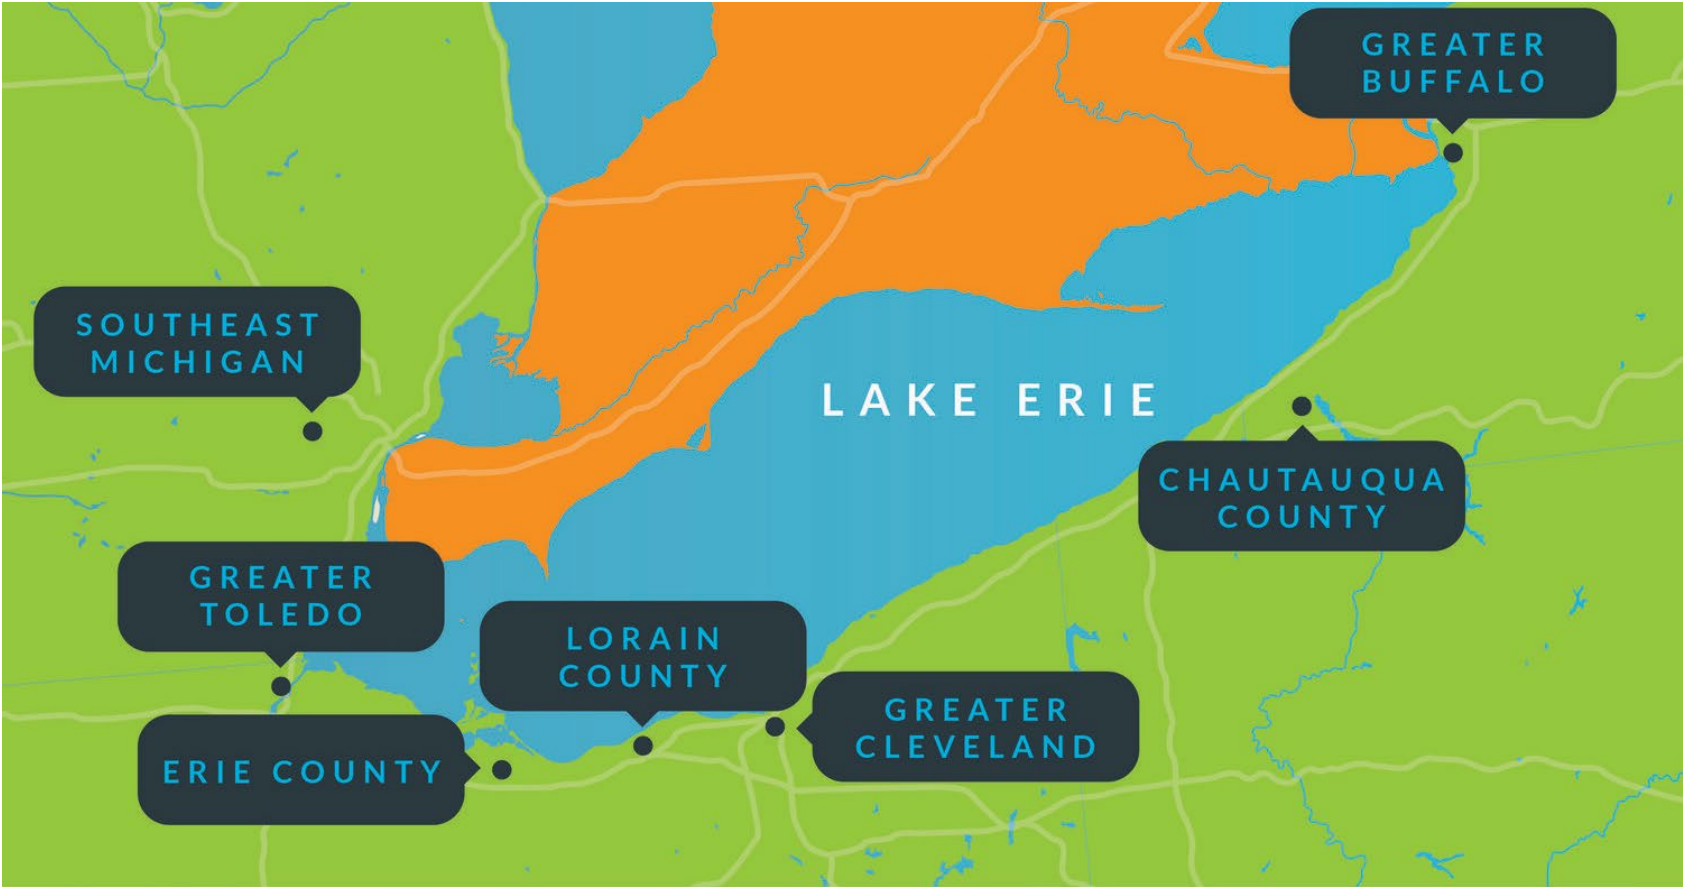 GREATER
BUFFALO
SOUTHEAST
MICHIGAN
LAKE ERIE
CHAUTAUQUA
COUNTY
GREATER
TOLEDO
LORAIN
COUNTY
GREATER
CLEVELAND
ERIE COUNTY